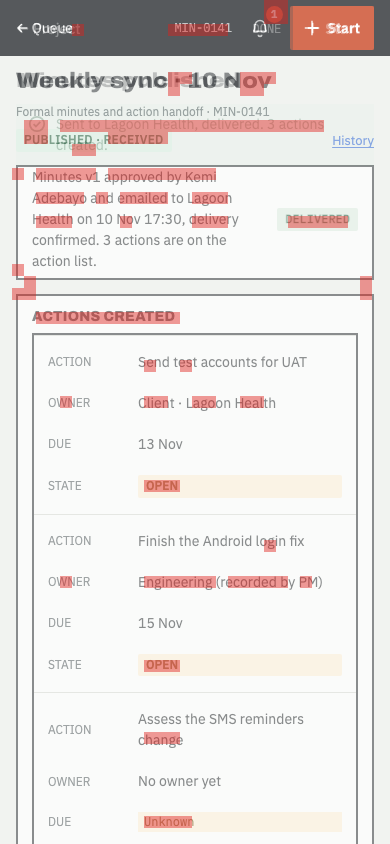 ← Queue
MIN-0141
DONE
1
+ Start
Weekly sync · 10 Nov
Formal minutes and action handoff · MIN-0141
Sent to Lagoon Health, delivered. 3 actions
created.
PUBLISHED · RECEIVED
History
Minutes v1 approved by Kemi
Adebayo and emailed to Lagoon
Health on 10 Nov 17:30, delivery
confirmed. 3 actions are on the
action list.
DELIVERED
ACTIONS CREATED
ACTION
Send test accounts for UAT
OWNER
Client · Lagoon Health
DUE
13 Nov
STATE
OPEN
ACTION
Finish the Android login fix
OWNER
Engineering (recorded by PM)
DUE
15 Nov
STATE
OPEN
ACTION
Assess the SMS reminders
change
OWNER
No owner yet
DUE
Unknown